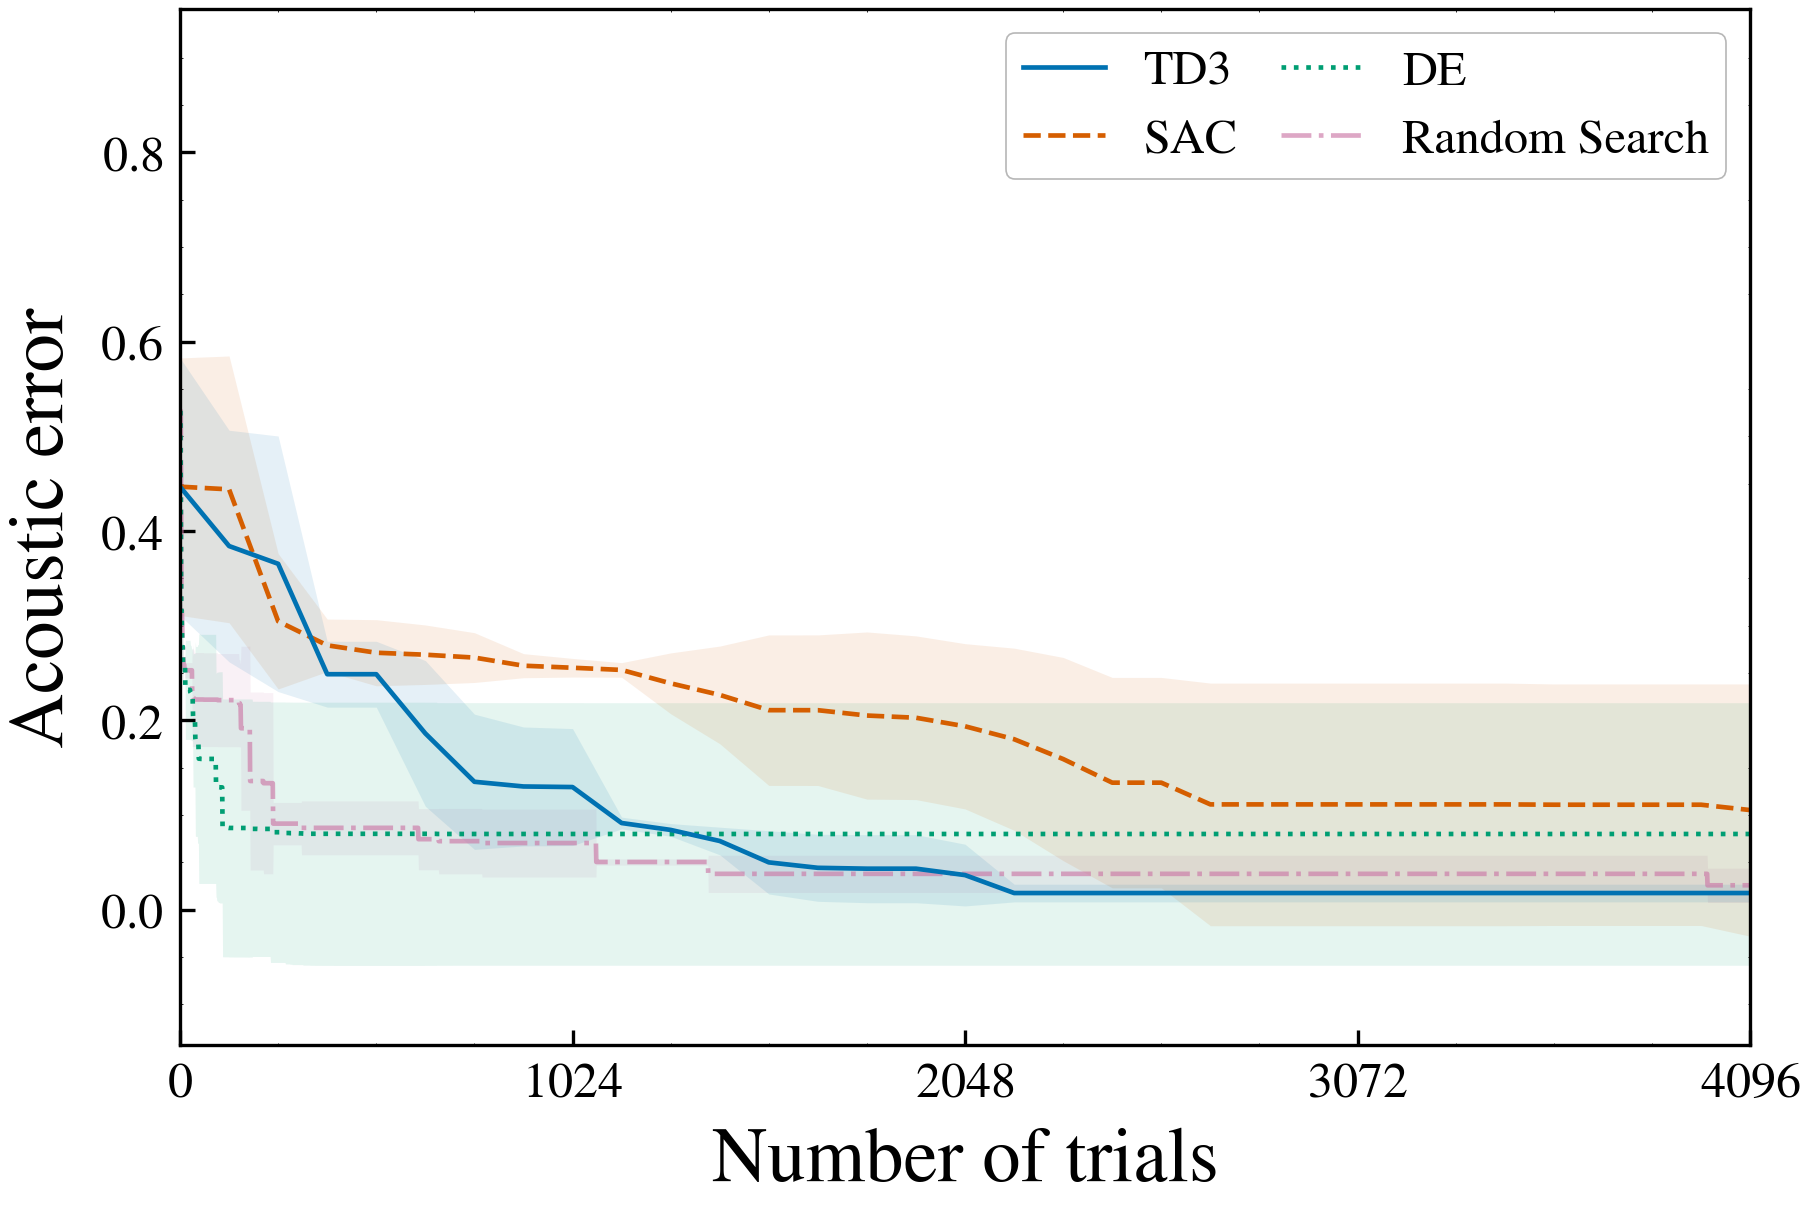 TD3
SAC
DE
Random Search
Acoustic error
0.8
0.6
0.4
0.2
0.0
0
1024
2048
3072
4096
Number of trials